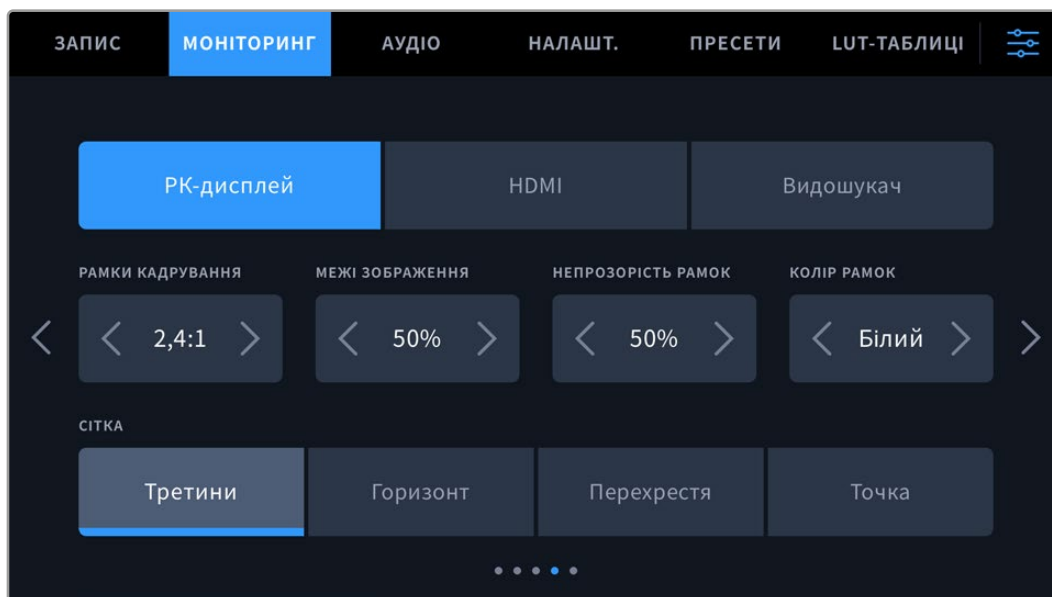 ЗАПИС МОНІТОРИНГ АУДІО НАЛАШТ. ПРЕСЕТИ LUT-ТАБЛИЦІ
РК-дисплей HDMI Видошукач
РАМКИ КАДРУВАННЯ МЕЖІ ЗОБРАЖЕННЯ НЕПРОЗОРІСТЬ РАМОК КОЛІР РАМОК
2,4:1 50% 50% Білий
СІТКА
Третини Горизонт Перехрестя Точка